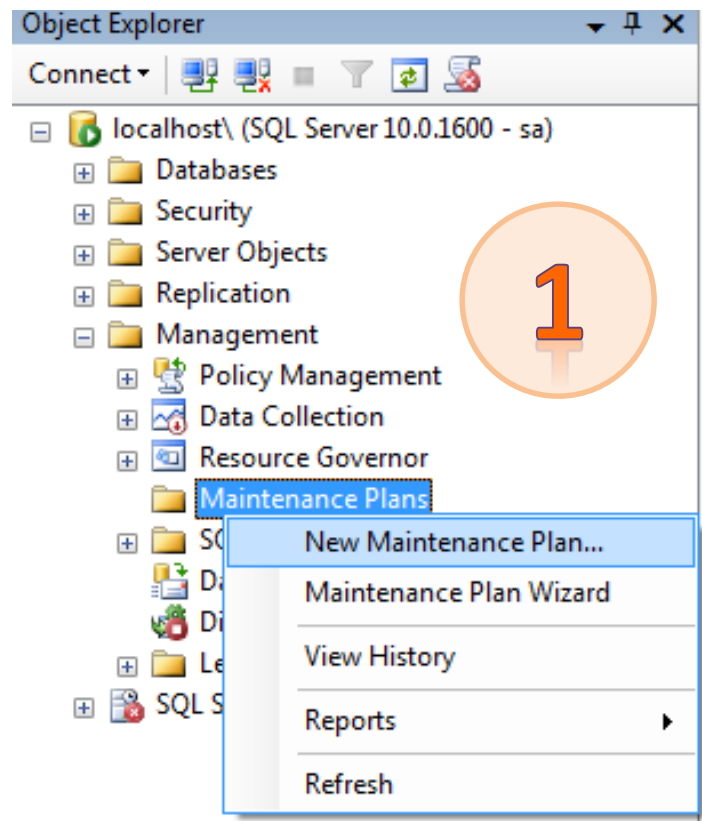 Object Explorer
Connect
localhost\ (SQL Server 10.0.1600 - sa)
Databases
Security
Server Objects
Replication
1
Management
Policy Management
Data Collection
Resource Governor
Maintenance Plans
New Maintenance Plan...
Maintenance Plan Wizard
View History
Reports
Refresh
SQL S